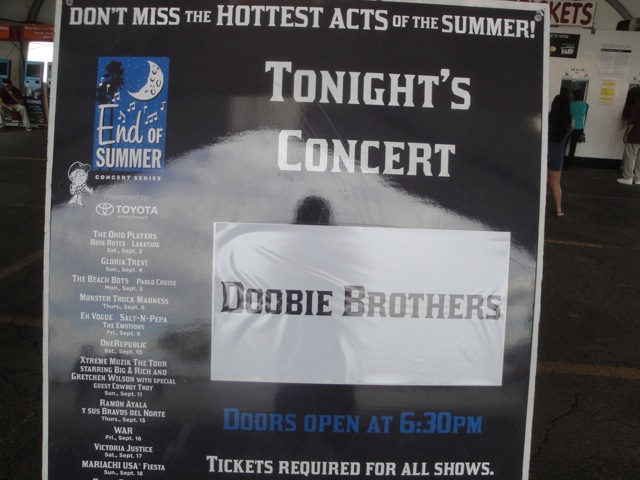 DON'T MISS THE HOTTEST ACTS OF THE SUMMER!
TONIGHT'S
CONCERT
End OF
SUMMER
CONCERT SERIES
Presented by
TOYOTA
THE OHIO PLAYERS
ROSE ROYCE LAKESIDE
SAT., SEPT. 3
GLORIA TREVI
SUN., SEPT. 4
THE BEACH BOYS PABLO CRUISE
MON., SEPT. 5
MONSTER TRUCK MADNESS
THURS., SEPT. 8
EN VOGUE SALT-N-PEPA
THE EMOTIONS
FRI., SEPT. 9
ONEREPUBLIC
SAT., SEPT. 10
XTREME MUZIK THE TOUR
STARRING BIG & RICH AND
GRETCHEN WILSON WITH SPECIAL
GUEST COWBOY TROY
SUN., SEPT. 11
RAMÓN AYALA
Y SUS BRAVOS DEL NORTE
THURS., SEPT. 15
WAR
FRI., SEPT. 16
VICTORIA JUSTICE
SAT., SEPT. 17
MARIACHI USA® FIESTA
SUN., SEPT. 18
DOOBIE BROTHERS
DOORS OPEN AT 6:30PM
TICKETS REQUIRED FOR ALL SHOWS.